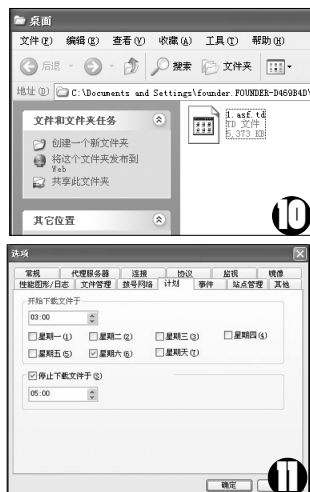 桌面
文件(F) 编辑(E) 查看(V) 收藏(A) 工具(T) 帮助(H)
后退 搜索 文件夹
地址(D) C:\Documents and Settings\founder.FOUNDER-D469B4D\
文件和文件夹任务
创建一个新文件夹
将这个文件夹发布到
Web
共享此文件夹
其它位置
1.asf.td
TD 文件
5,373 KB
10
选项
常规 代理服务器 连接 协议 监视 镜像
性能图形/日志 文件管理 拨号网络 计划 事件 站点管理 其他
开始下载文件于
03:00
星期一(1) 星期二(2) 星期三(3) 星期四(4)
星期五(5) 星期六(6) 星期天(7)
停止下载文件于(S)
05:00
确定
11